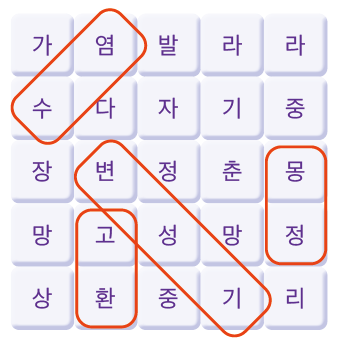 가 염 발 라 라
수 다 자 기 중
장 변 정 춘 몽
망 고 성 망 정
상 환 중 기 리